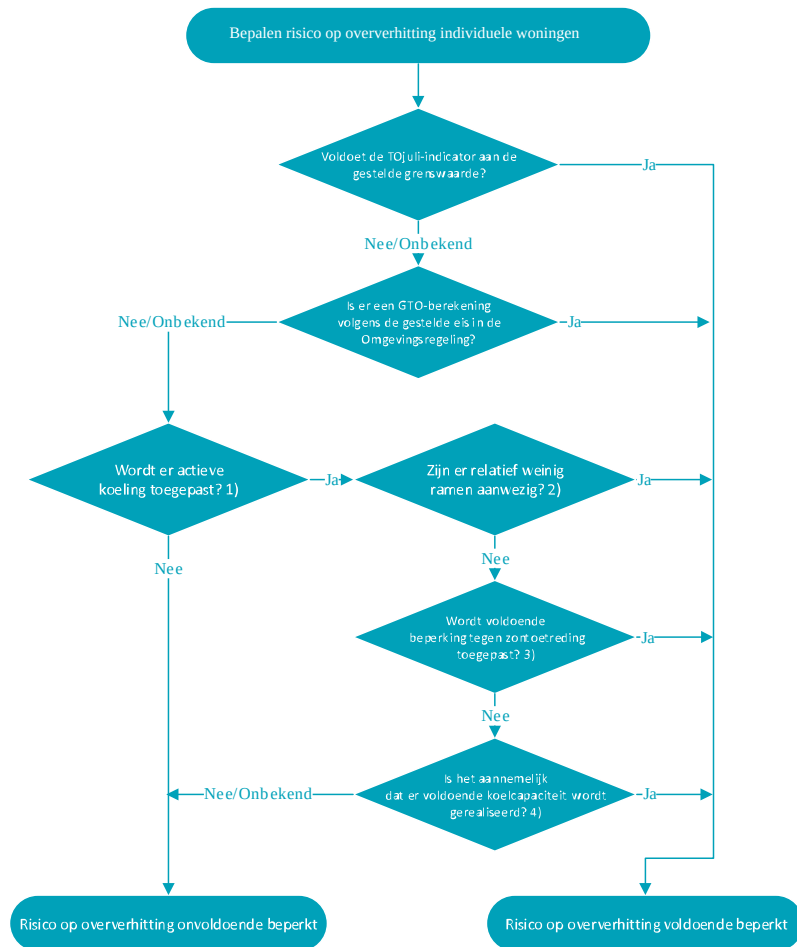 Bepalen risico op oververhitting individuele woningen
Voldoet de TOjuli-indicator aan de
gestelde grenswaarde?
Ja
Nee/Onbekend
Is er een GTO-berekening
volgens de gestelde eis in de
Omgevingsregeling?
Nee/Onbekend
Ja
Wordt er actieve
koeling toegepast? 1)
Ja
Zijn er relatief weinig
ramen aanwezig? 2)
Ja
Nee
Nee
Wordt voldoende
beperking tegen zontoetreding
toegepast? 3)
Ja
Nee
Is het aannemelijk
dat er voldoende koelcapaciteit wordt
gerealiseerd? 4)
Nee/Onbekend
Ja
Risico op oververhitting onvoldoende beperkt
Risico op oververhitting voldoende beperkt